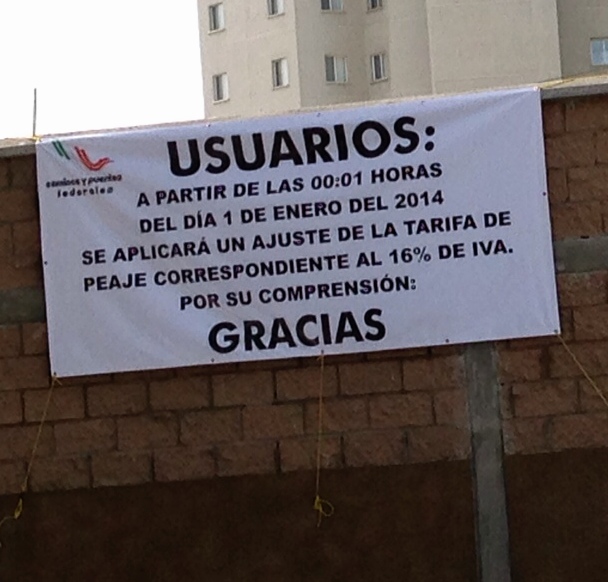 USUARIOS:
caminos y puentes
federales
A PARTIR DE LAS 00:01 HORAS
DEL DÍA 1 DE ENERO DEL 2014
SE APLICARÁ UN AJUSTE DE LA TARIFA DE
PEAJE CORRESPONDIENTE AL 16% DE IVA.
POR SU COMPRENSIÓN:
GRACIAS